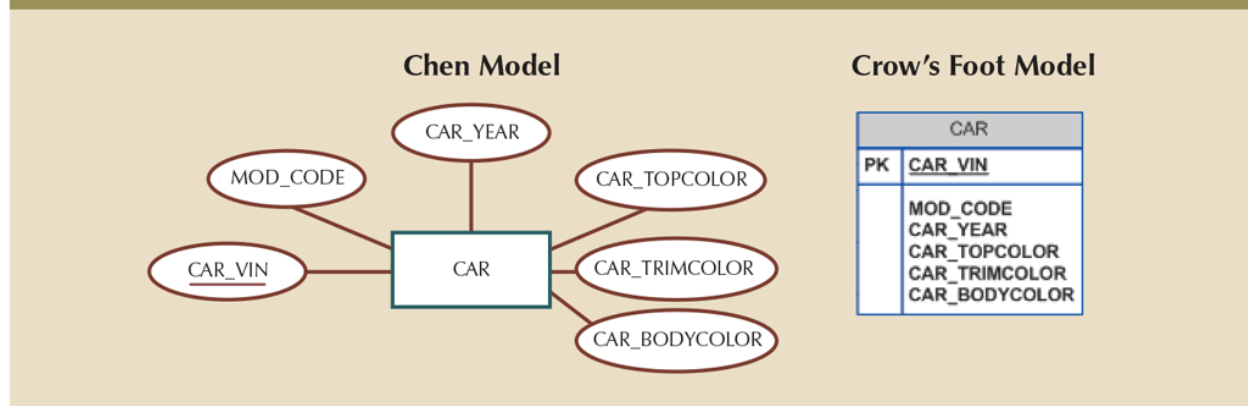 Chen Model
CAR_YEAR
MOD_CODE
CAR_TOPCOLOR
CAR_VIN
CAR
CAR_TRIMCOLOR
CAR_BODYCOLOR
Crow's Foot Model
CAR
PK CAR_VIN
MOD_CODE
CAR_YEAR
CAR_TOPCOLOR
CAR_TRIMCOLOR
CAR_BODYCOLOR